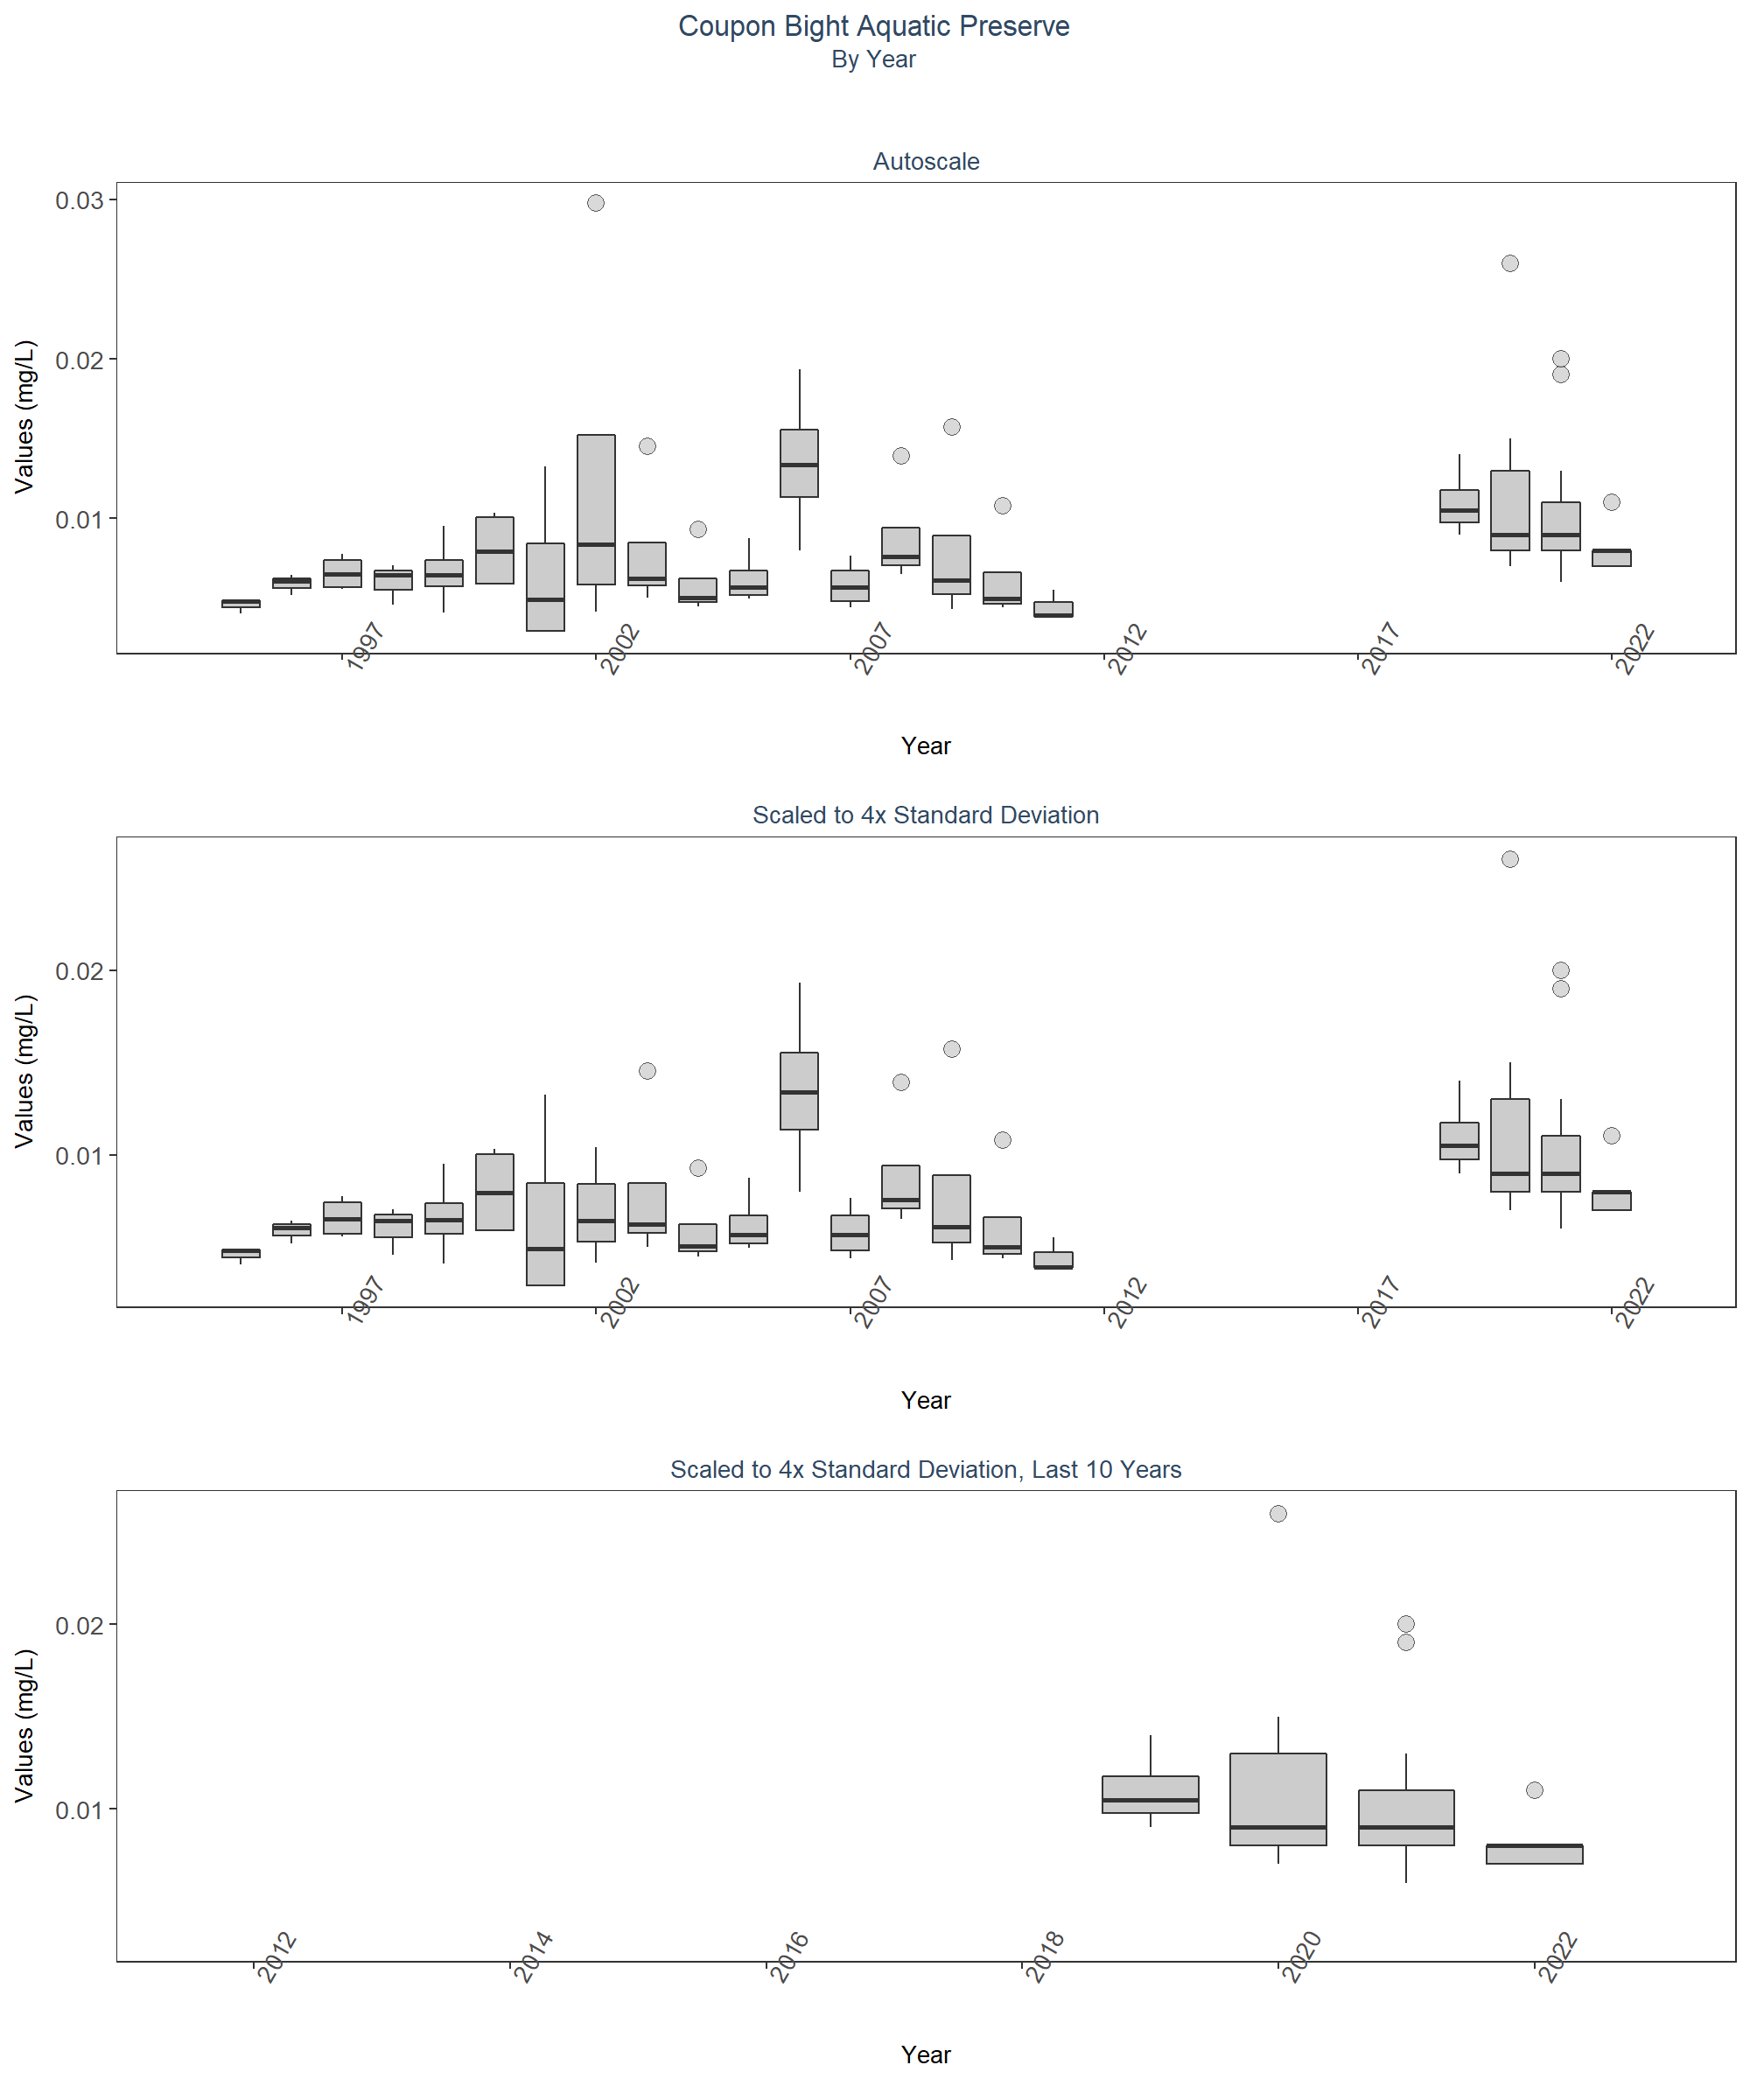 Coupon Bight Aquatic Preserve
By Year
Autoscale
0.03
0.02
0.01
Values (mg/L)
1997 2002 2007 2012 2017 2022
Year
Scaled to 4x Standard Deviation
0.02
0.01
Values (mg/L)
1997 2002 2007 2012 2017 2022
Year
Scaled to 4x Standard Deviation, Last 10 Years
0.02
0.01
Values (mg/L)
2012 2014 2016 2018 2020 2022
Year